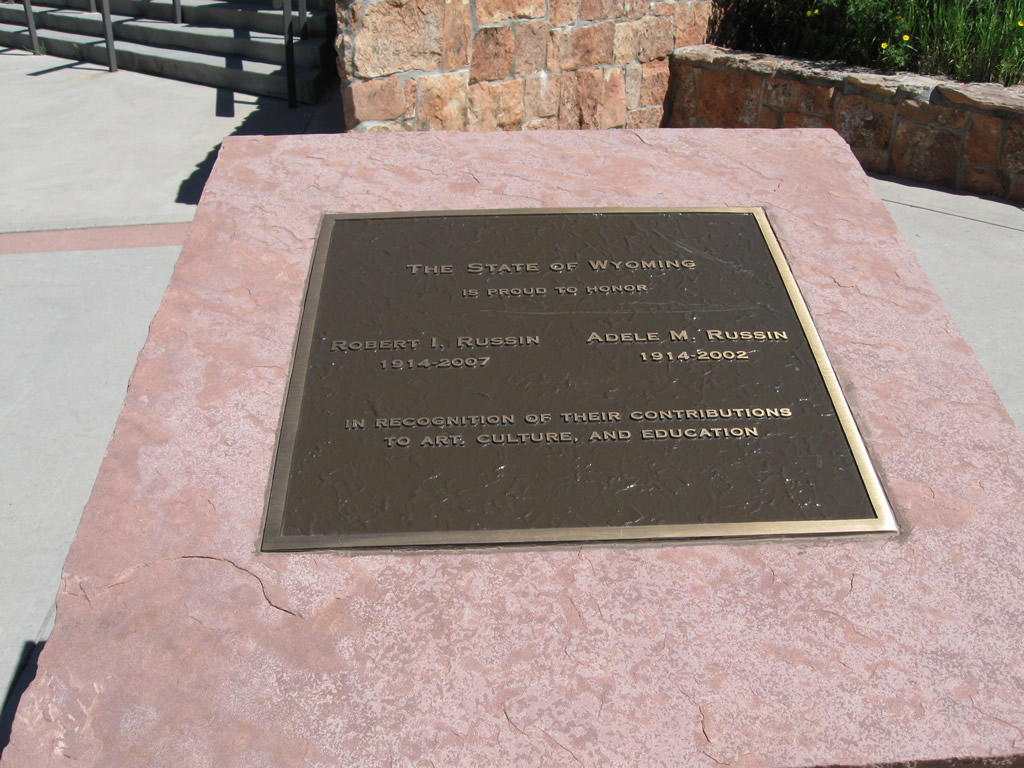 THE STATE OF WYOMING
IS PROUD TO HONOR
ROBERT I. RUSSIN ADELE M. RUSSIN
1914-2007 1914-2002
IN RECOGNITION OF THEIR CONTRIBUTIONS
TO ART, CULTURE, AND EDUCATION